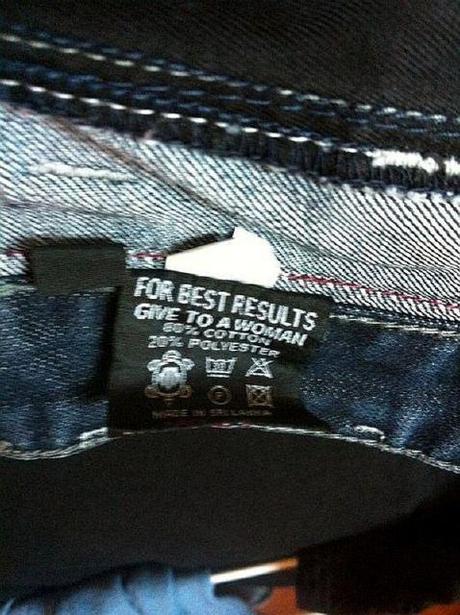 FOR BEST RESULTS
GIVE TO A WOMAN
80% COTTON
20% POLYESTER
P
MADE IN SRI LANKA